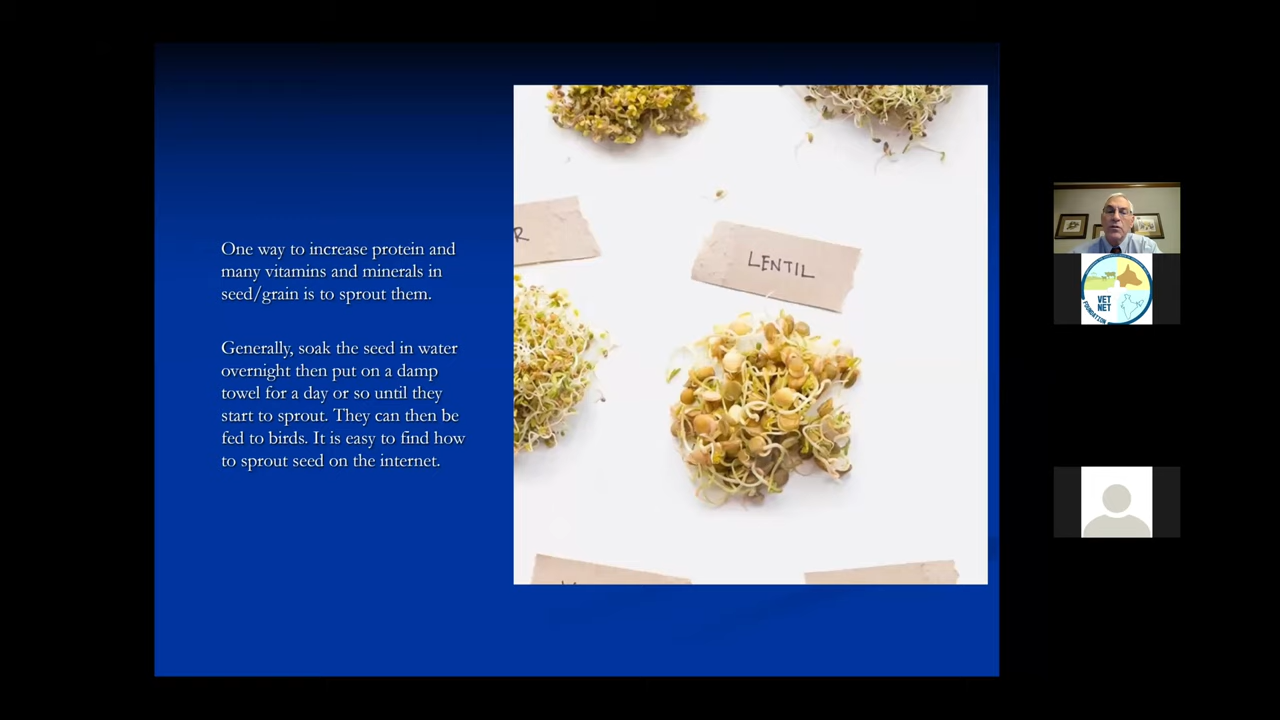 One way to increase protein and
many vitamins and minerals in
seed/grain is to sprout them.
Generally, soak the seed in water
overnight then put on a damp
towel for a day or so until they
start to sprout. They can then be
fed to birds. It is easy to find how
to sprout seed on the internet.
R
LENTIL
VET
NET
FOUNDATION